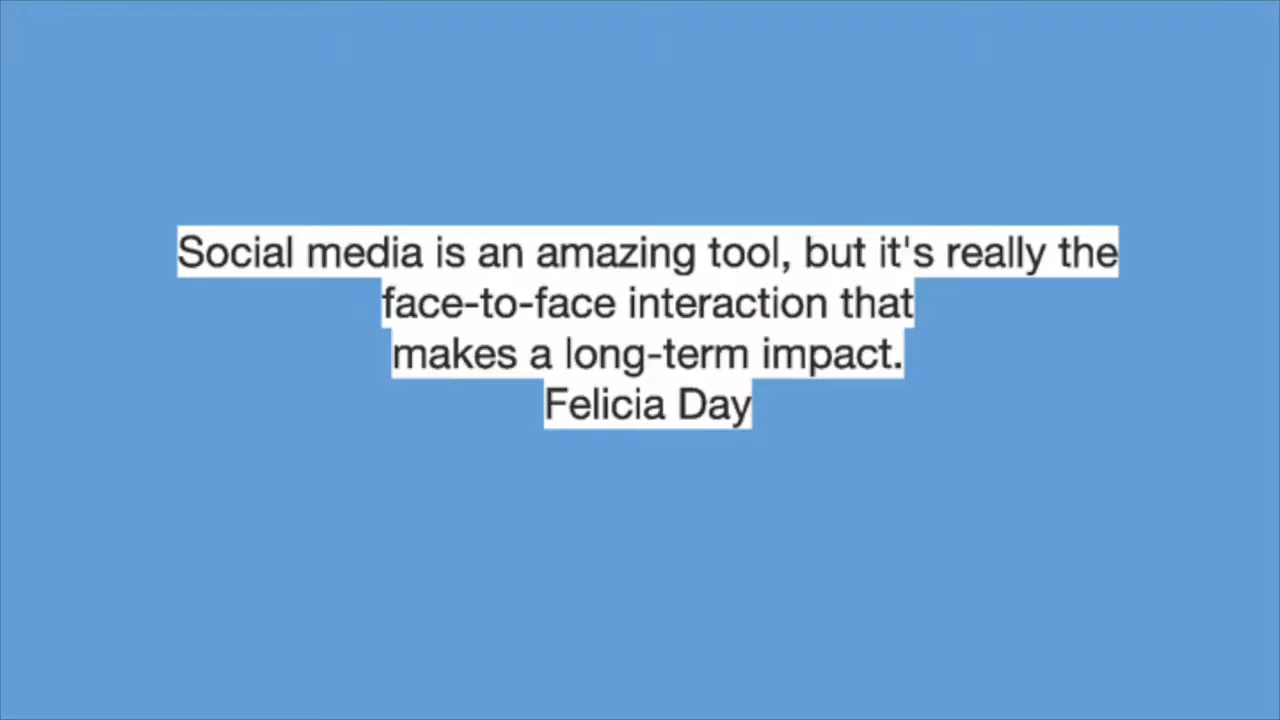 Social media is an amazing tool, but it's really the
face-to-face interaction that
makes a long-term impact.
Felicia Day